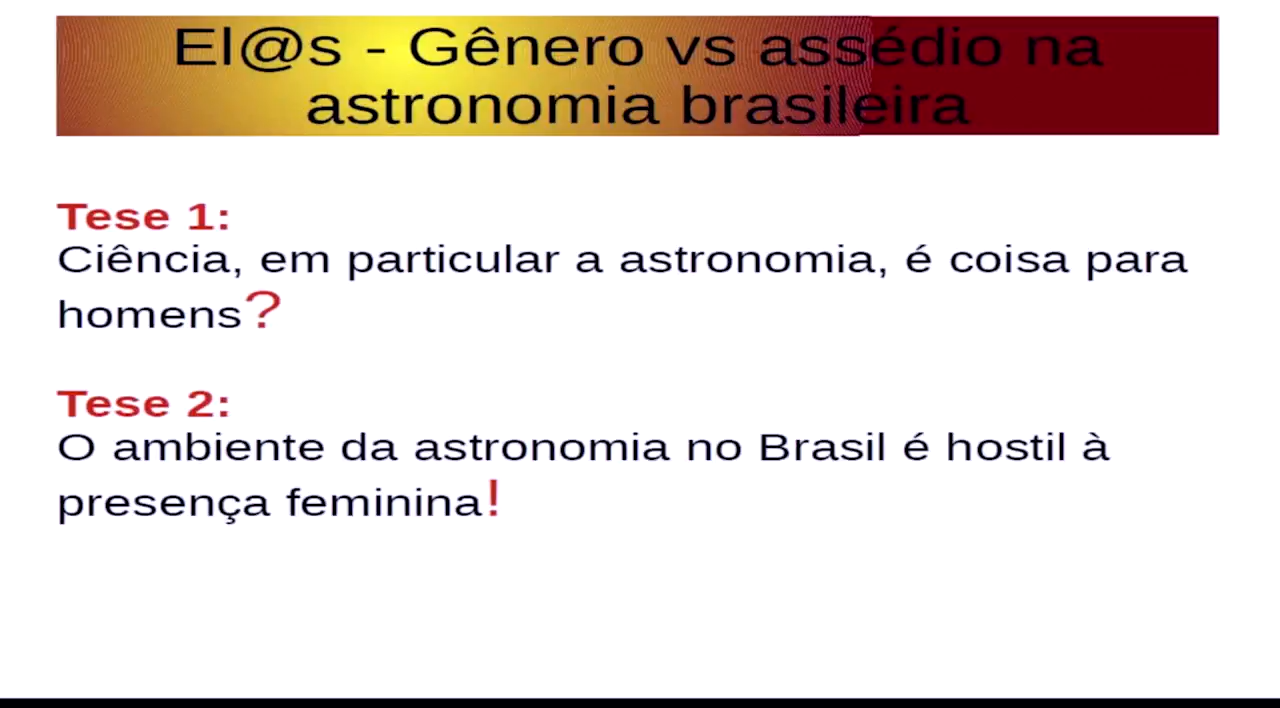 El@s - Gênero vs assédio na
astronomia brasileira
Tese 1:
Ciência, em particular a astronomia, é coisa para
homens?
Tese 2:
O ambiente da astronomia no Brasil é hostil à
presença feminina!